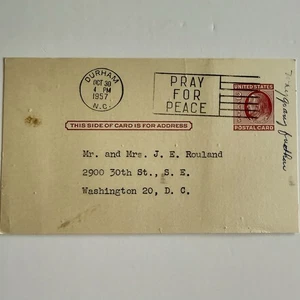 DURHAM
OCT 30
4 PM
1957
N.C.
PRAY
FOR
PEACE
UNITED STATES
POSTAL CARD
THIS SIDE OF CARD IS FOR ADDRESS
Mr. and Mrs. J. E. Rouland
2900 30th St., S. E.
Washington 20, D. C.